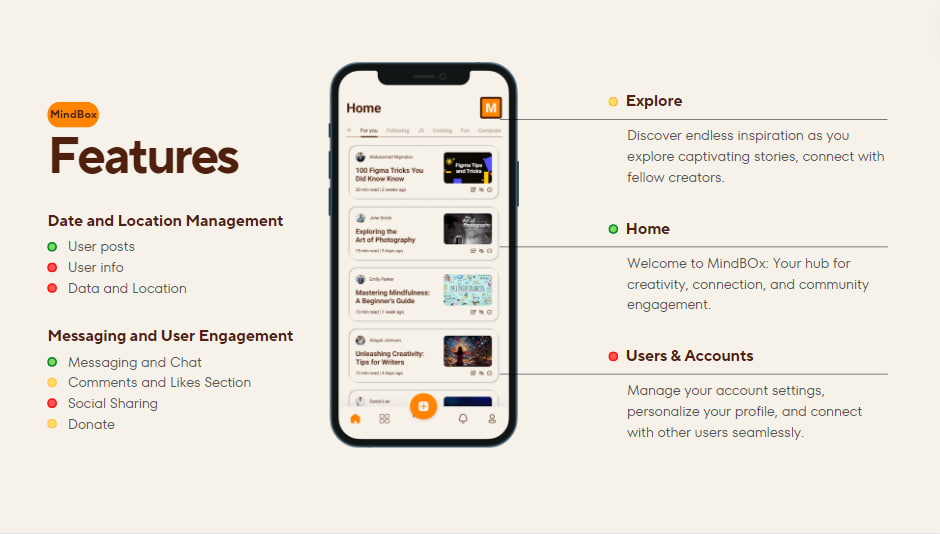 MindBox
Features
Date and Location Management
User posts
User info
Data and Location
Messaging and User Engagement
Messaging and Chat
Comments and Likes Section
Social Sharing
Donate
Home
M
For you Following JS Cooking Fun Computer
100 Figma Tricks You
Did Know Know
20 min read | 2 weeks ago
Figma Tips
and Tricks
John Smith
Exploring the
Art of Photography
3 days ago
Art of
Photography
Emily Parker
Mastering Mindfulness:
A Beginner's Guide
10 min read | 1 week ago
MINDFULNESS
Abigail Johnson
Unleashing Creativity:
Tips for Writers
12 min read | 4 days ago
Daniel Lee
Explore
Discover endless inspiration as you
explore captivating stories, connect with
fellow creators.
Home
Welcome to MindBOx: Your hub for
creativity, connection, and community
engagement.
Users & Accounts
Manage your account settings,
personalize your profile, and connect
with other users seamlessly.